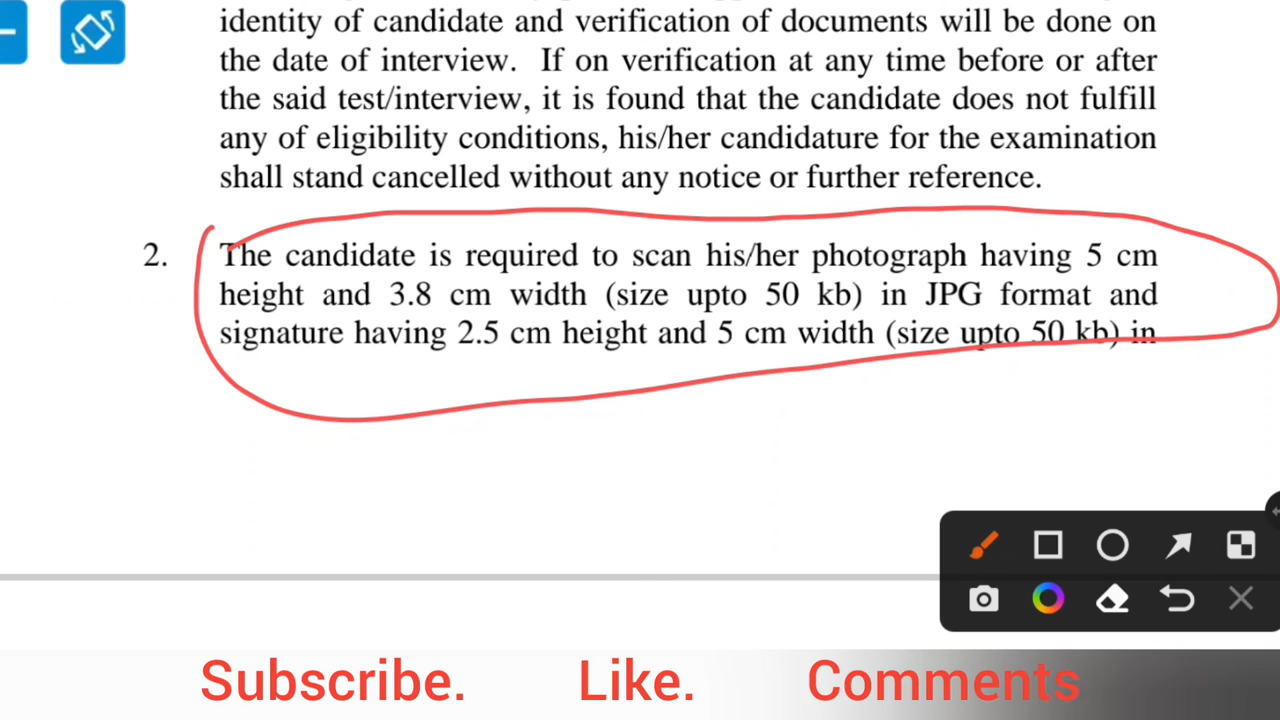 identity of candidate and verification of documents will be done on
the date of interview. If on verification at any time before or after
the said test/interview, it is found that the candidate does not fulfill
any of eligibility conditions, his/her candidature for the examination
shall stand cancelled without any notice or further reference.
2. The candidate is required to scan his/her photograph having 5 cm
height and 3.8 cm width (size upto 50 kb) in JPG format and
signature having 2.5 cm height and 5 cm width (size upto 50 kb) in
Subscribe. Like. Comments